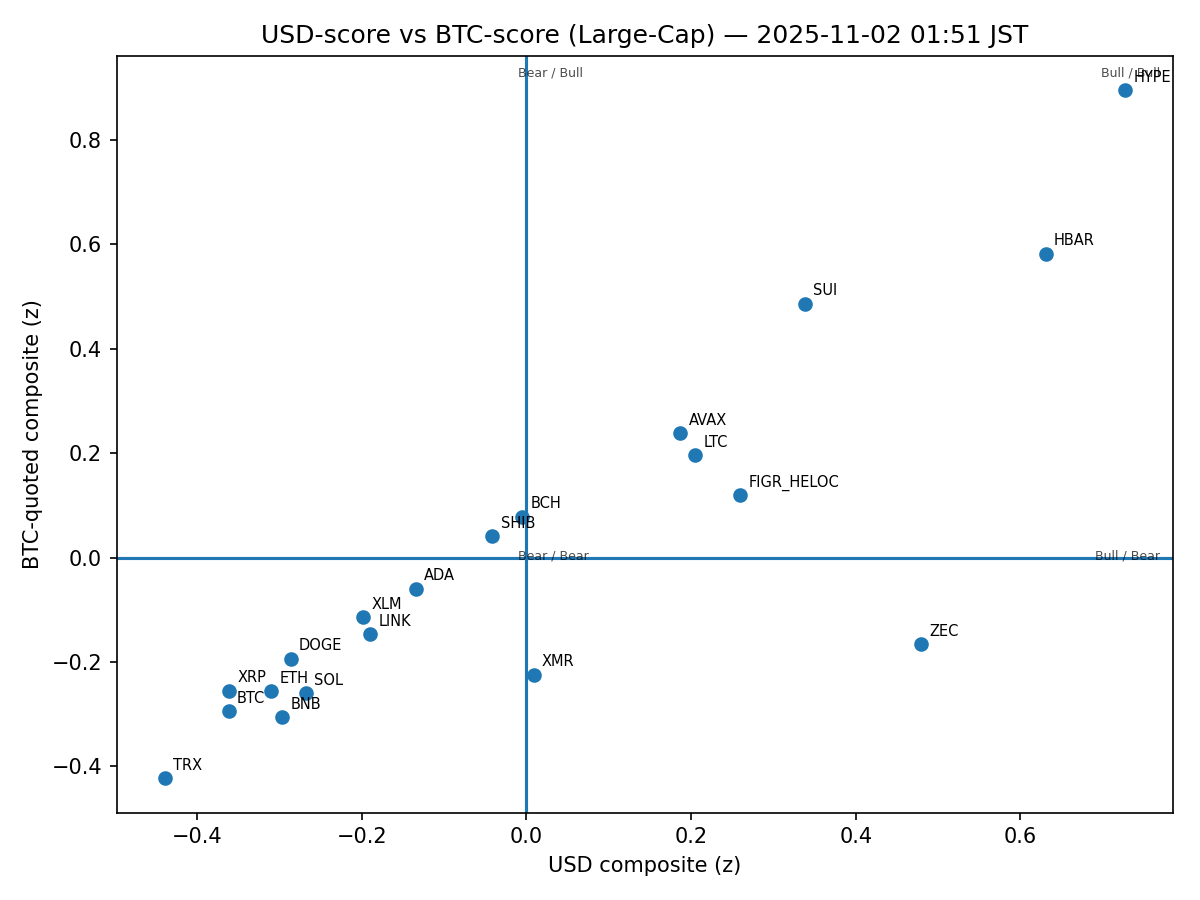 USD-score vs BTC-score (Large-Cap) — 2025-11-02 01:51 JST
Bear / Bull
Bull / Bull
HYPE
0.8
HBAR
0.6
SUI
BTC-quoted composite (z)
0.4
AVAX
LTC
0.2
FIGR_HELOC
BCH
SHIB
0.0
Bear / Bear
Bull / Bear
ADA
XLM
LINK
ZEC
DOGE
−0.2
XMR
XRP
ETH
SOL
BTC
BNB
TRX
−0.4
−0.4
−0.2
0.0
0.2
0.4
0.6
USD composite (z)